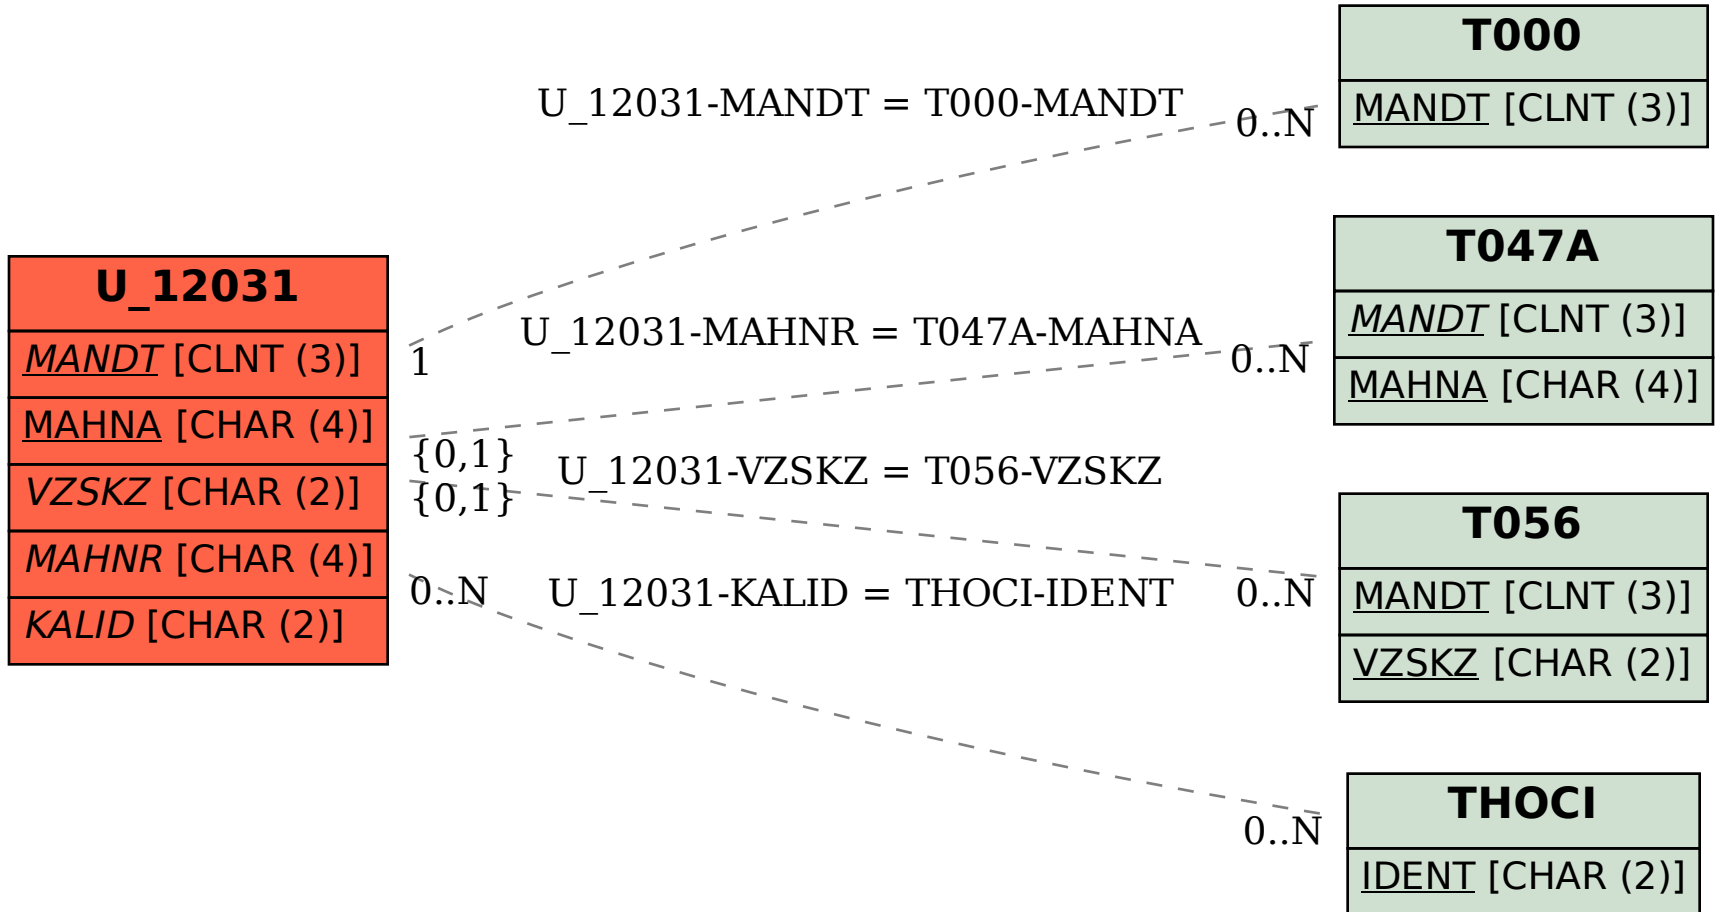 U_12031
MANDT [CLNT (3)]
MAHNA [CHAR (4)]
VZSKZ [CHAR (2)]
MAHNR [CHAR (4)]
KALID [CHAR (2)]
U_12031-MANDT = T000-MANDT
1
0..N
U_12031-MAHNR = T047A-MAHNA
{0,1}
0..N
U_12031-VZSKZ = T056-VZSKZ
{0,1}
0..N
U_12031-KALID = THOCI-IDENT
0..N
0..N
T000
MANDT [CLNT (3)]
T047A
MANDT [CLNT (3)]
MAHNA [CHAR (4)]
T056
MANDT [CLNT (3)]
VZSKZ [CHAR (2)]
THOCI
IDENT [CHAR (2)]